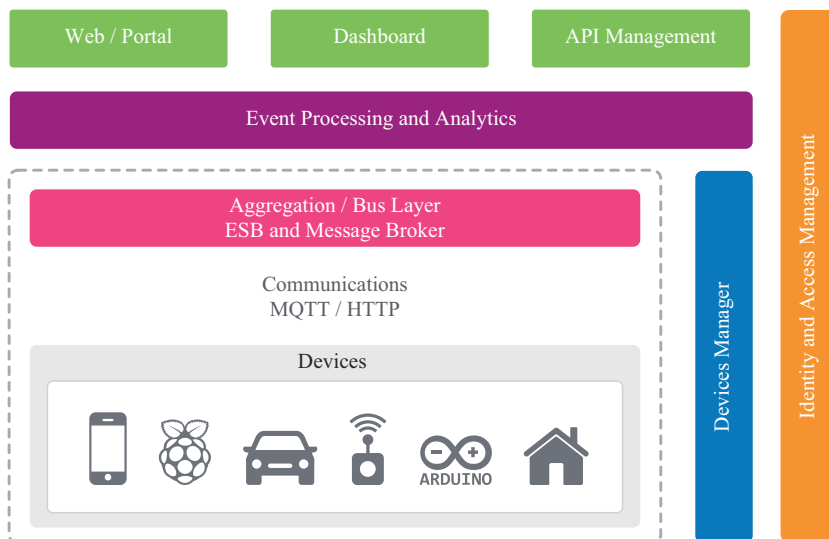 Web / Portal
Dashboard
API Management
Event Processing and Analytics
Aggregation / Bus Layer
ESB and Message Broker
Communications
MQTT / HTTP
Devices
ARDUINO
Devices Manager
Identity and Access Management